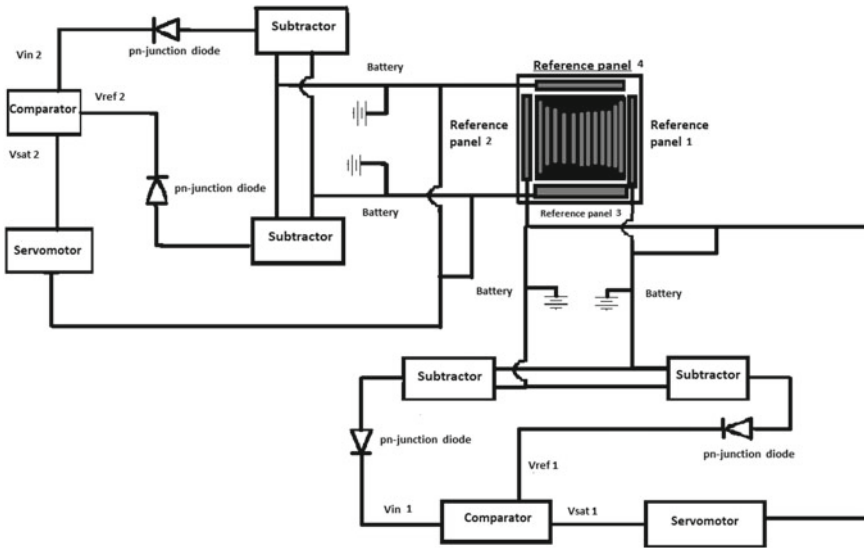 Subtractor
pn-junction diode
Vin 2
Battery
Reference panel 4
Vref 2
Comparator
Reference
panel 2
Reference
panel 1
Vsat 2
pn-junction diode
Battery
Reference panel 3
Subtractor
Servomotor
Battery
Battery
Subtractor
Subtractor
pn-junction diode
pn-junction diode
Vref 1
Vin 1
Comparator
Vsat 1
Servomotor